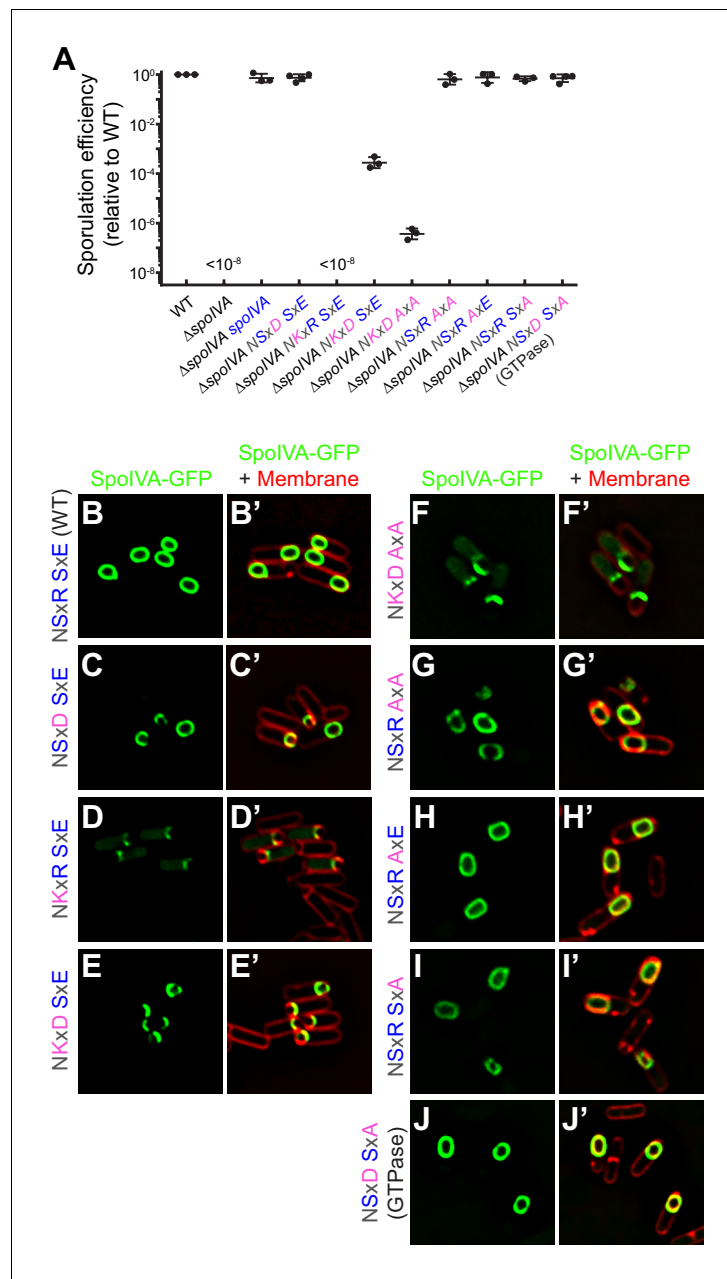 A
Sporulation efficiency
(relative to WT)
10⁰
10⁻²
10⁻⁴
10⁻⁶
10⁻⁸
<10⁻⁸
<10⁻⁸
WT
ΔspoIVA
ΔspoIVA spoIVA
ΔspoIVA NSxD SxE
ΔspoIVA NKxR SxE
ΔspoIVA NKxD SxE
ΔspoIVA NKxD AxA
ΔspoIVA NSxR AxA
ΔspoIVA NSxR AxE
ΔspoIVA NSxR SxA
ΔspoIVA NSxD SxA
(GTPase)
SpoIVA-GFP
SpoIVA-GFP
+ Membrane
SpoIVA-GFP
SpoIVA-GFP
+ Membrane
NSxR SxE (WT)
B
B'
NKxD AxA
F
F'
NSxD SxE
C
C'
NSxR AxA
G
G'
NKxR SxE
D
D'
NSxR AxE
H
H'
NKxD SxE
E
E'
NSxR SxA
I
I'
NSxD SxA
(GTPase)
J
J'